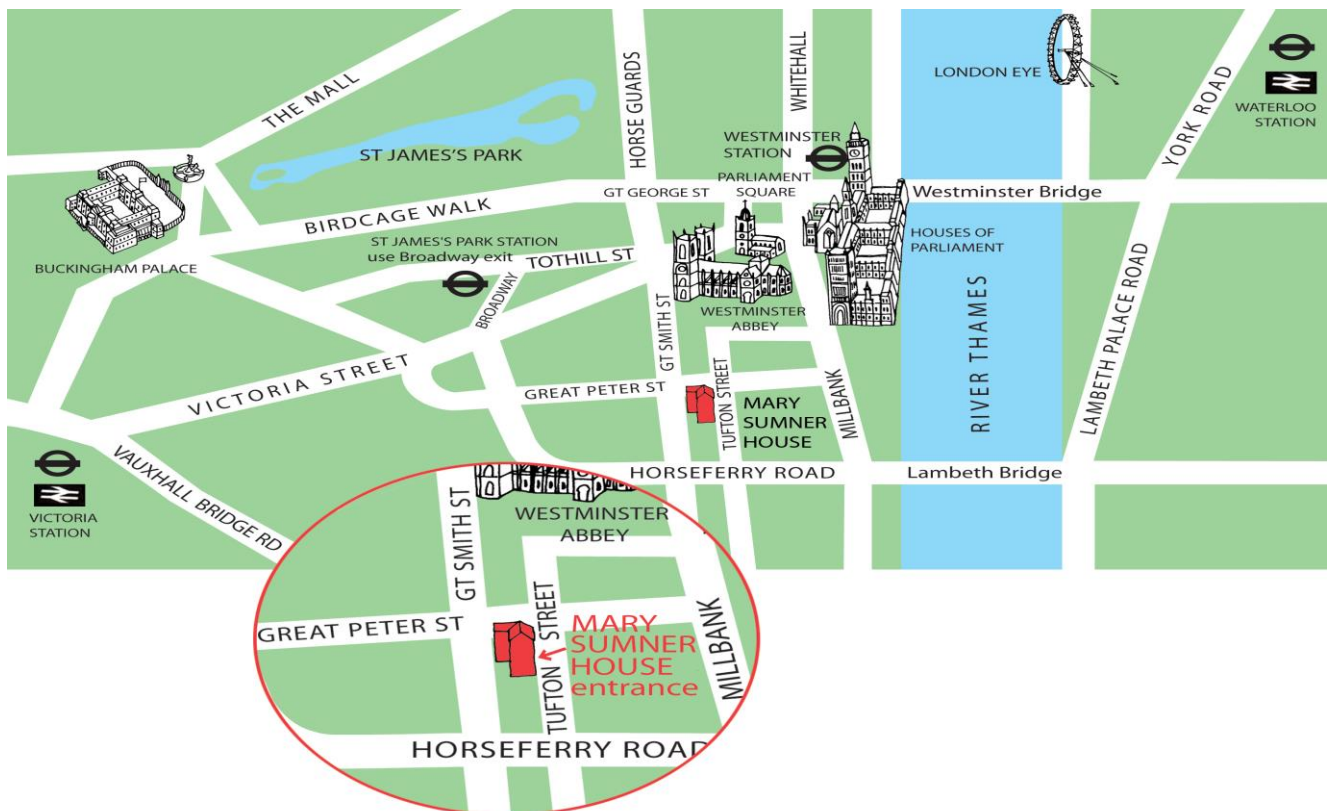 THE MALL
ST JAMES'S PARK
HORSE GUARDS
WHITEHALL
LONDON EYE
YORK ROAD
WATERLOO
STATION
WESTMINSTER
STATION
PARLIAMENT
SQUARE
GT GEORGE ST
Westminster Bridge
BIRDCAGE WALK
BUCKINGHAM PALACE
ST JAMES'S PARK STATION
use Broadway exit
TOTHILL ST
HOUSES OF
PARLIAMENT
BROADWAY
WESTMINSTER
ABBEY
RIVER THAMES
LAMBETH PALACE ROAD
VICTORIA STREET
GT SMITH ST
GREAT PETER ST
TUFTON STREET
MARY
SUMNER
HOUSE
MILLBANK
VAUXHALL BRIDGE RD
VICTORIA
STATION
HORSEFERRY ROAD
Lambeth Bridge
GT SMITH ST
WESTMINSTER
ABBEY
GREAT PETER ST
TUFTON STREET
MARY
SUMNER
HOUSE
entrance
MILLBANK
HORSEFERRY ROAD